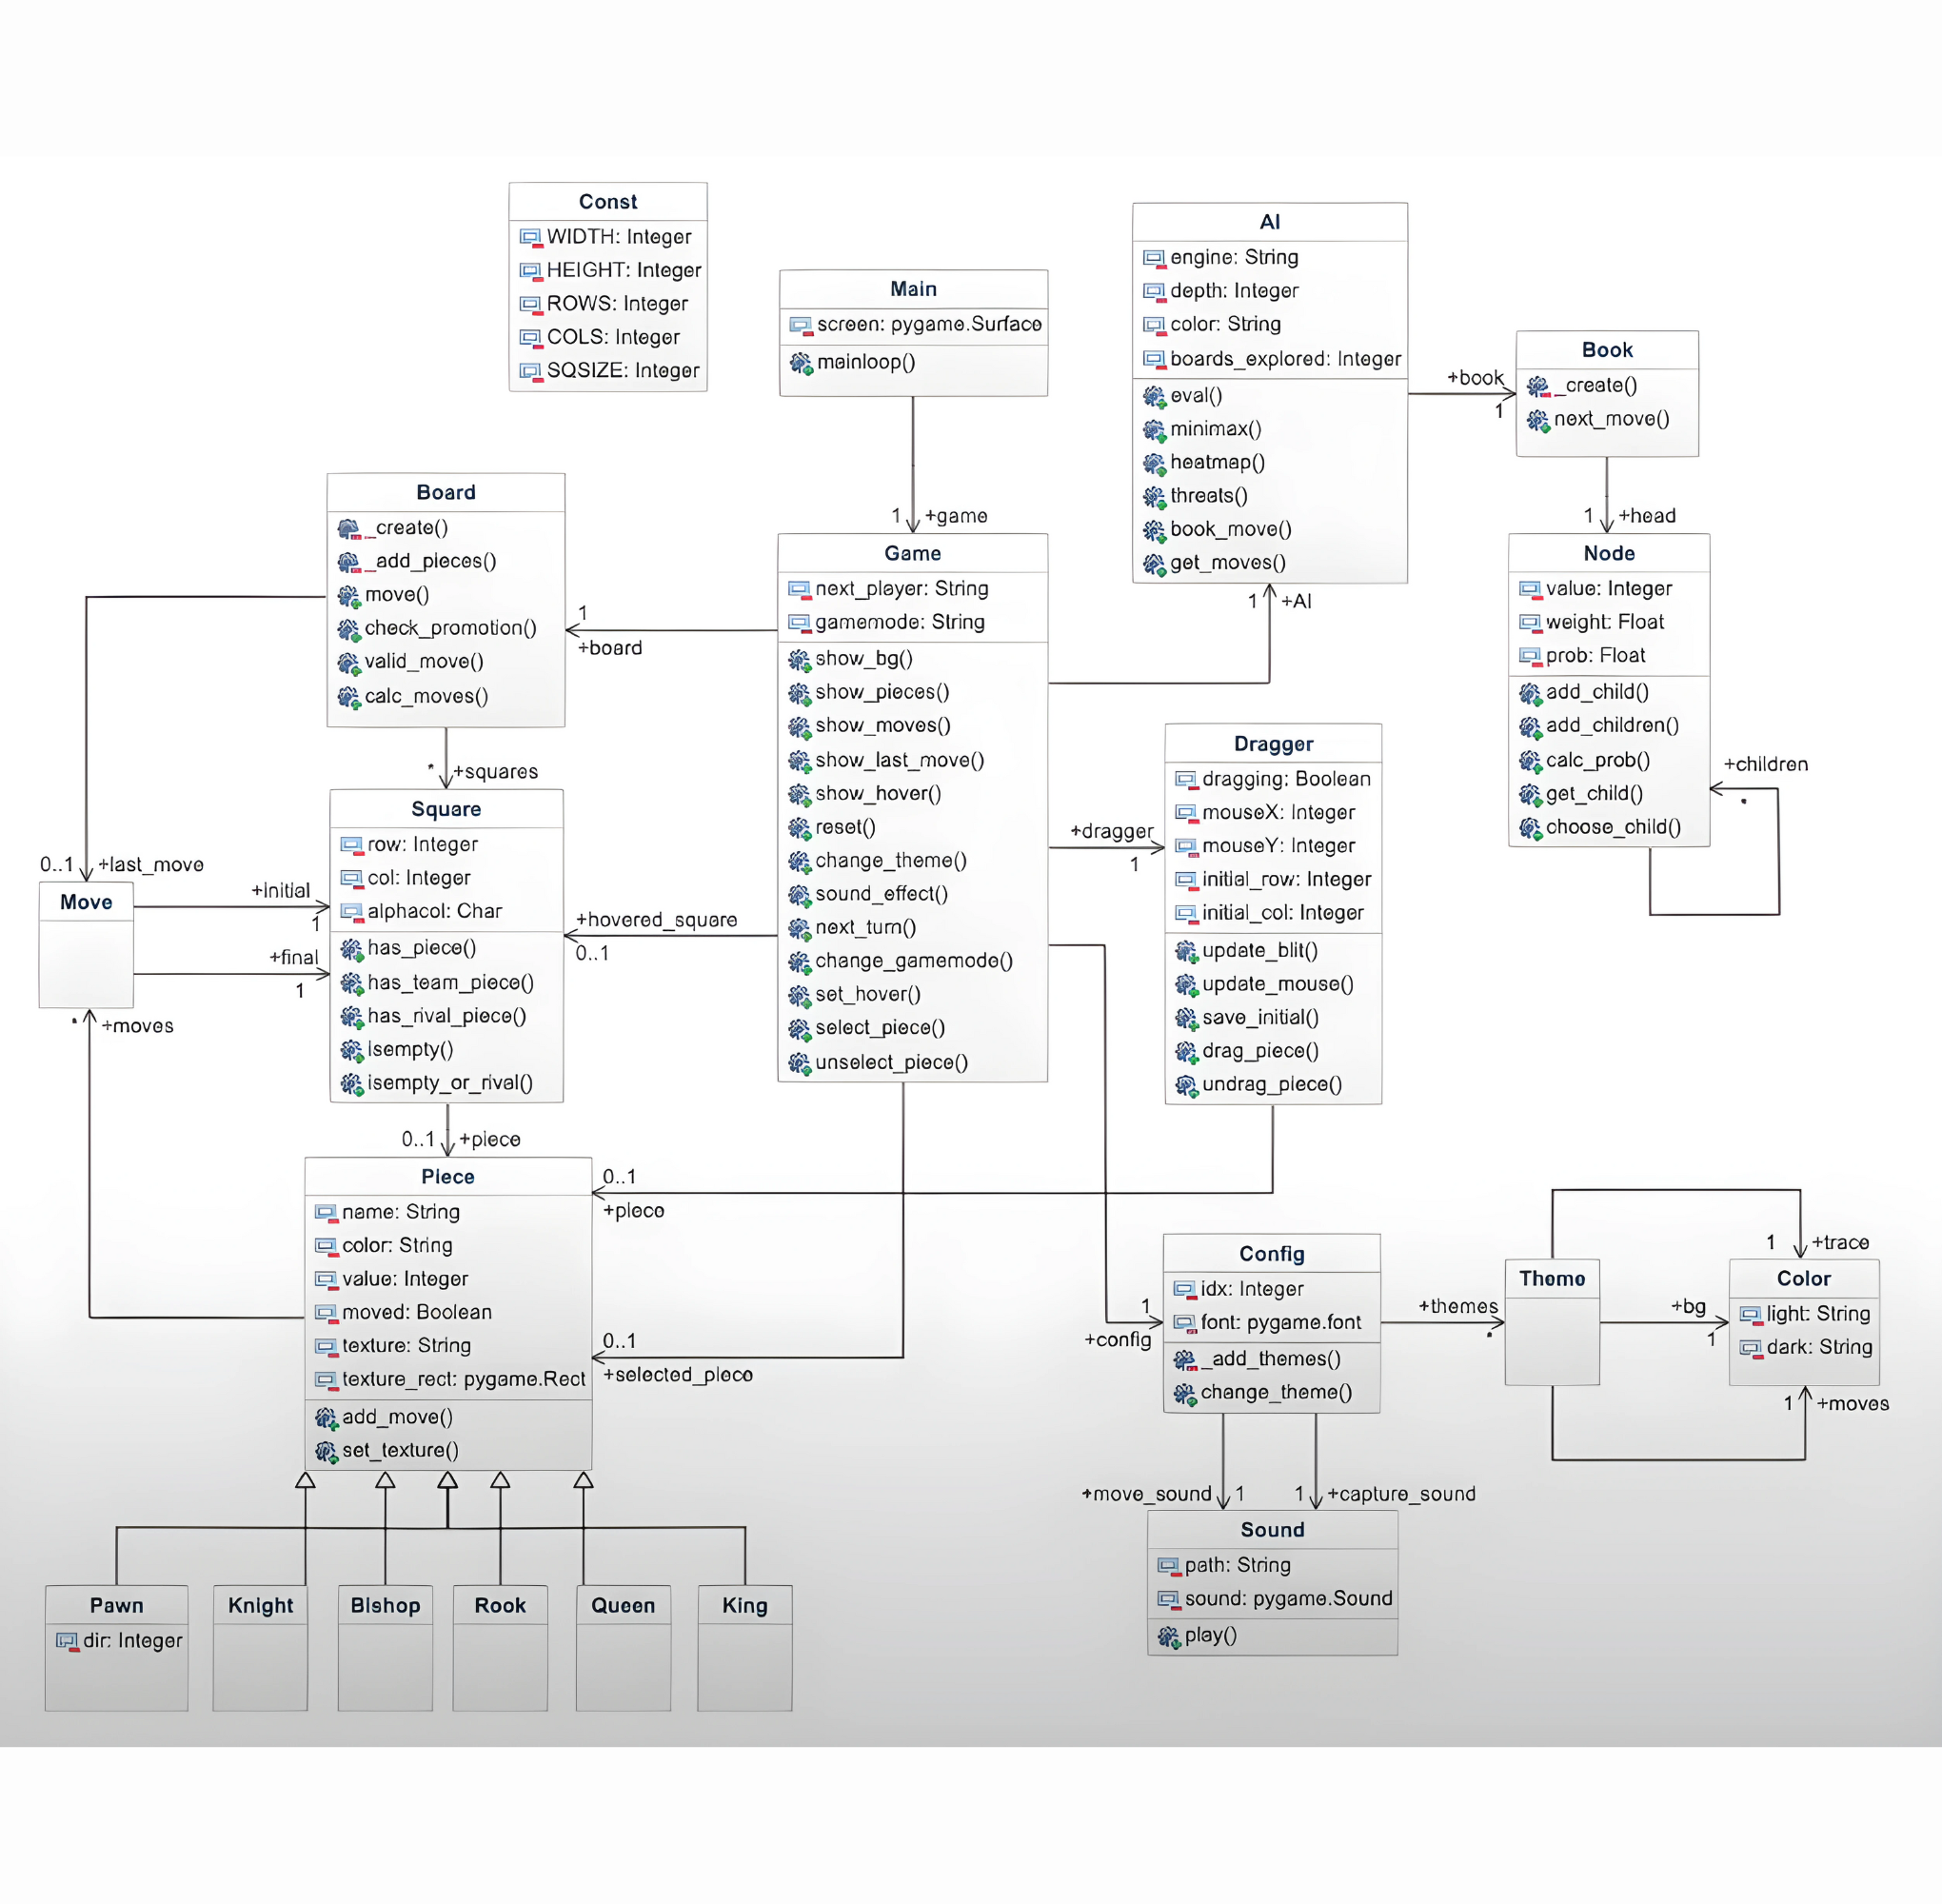 Const
WIDTH: Integer
HEIGHT: Integer
ROWS: Integer
COLS: Integer
SQSIZE: Integer
Main
screen: pygame.Surface
mainloop()
AI
engine: String
depth: Integer
color: String
boards_explored: Integer
eval()
minimax()
heatmap()
threats()
book_move()
get_moves()
+book
1
Book
_create()
next_move()
1 +head
Node
value: Integer
weight: Float
prob: Float
add_child()
add_children()
calc_prob()
get_child()
choose_child()
+children
*
Board
_create()
_add_pieces()
move()
check_promotion()
valid_move()
calc_moves()
1
+board
1 +game
Game
next_player: String
gamemode: String
show_bg()
show_pieces()
show_moves()
show_last_move()
show_hover()
reset()
change_theme()
sound_effect()
next_turn()
change_gamemode()
set_hover()
select_piece()
unselect_piece()
1 +AI
+dragger
1
Dragger
dragging: Boolean
mouseX: Integer
mouseY: Integer
initial_row: Integer
initial_col: Integer
update_blit()
update_mouse()
save_initial()
drag_piece()
undrag_piece()
* +squares
Square
row: Integer
col: Integer
alphacol: Char
has_piece()
has_team_piece()
has_rival_piece()
isempty()
isempty_or_rival()
+hovered_square
0..1
0..1 +last_move
Move
+initial
1
+final
1
* +moves
0..1 +piece
Piece
name: String
color: String
value: Integer
moved: Boolean
texture: String
texture_rect: pygame.Rect
add_move()
set_texture()
0..1
+piece
0..1
+selected_piece
1
+config
Config
idx: Integer
font: pygame.font
_add_themes()
change_theme()
+themes
*
Theme
1 +trace
+bg
1
Color
light: String
dark: String
1 +moves
+move_sound 1
1 +capture_sound
Sound
path: String
sound: pygame.Sound
play()
Pawn
dir: Integer
Knight
Bishop
Rook
Queen
King